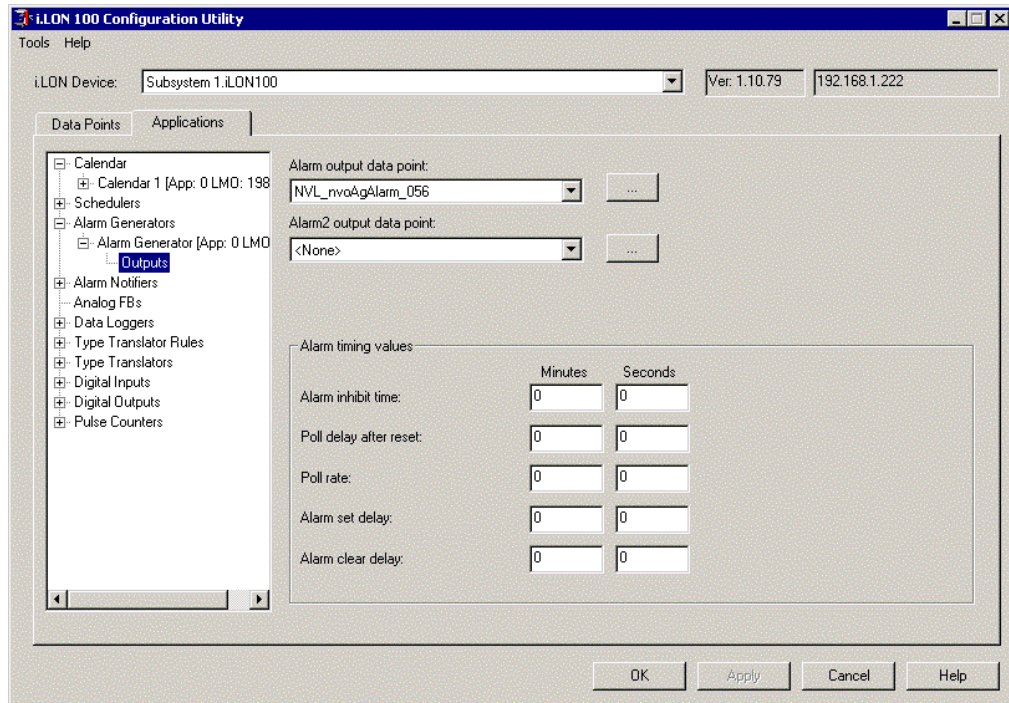 i.LON 100 Configuration Utility
Tools Help
i.LON Device: Subsystem 1.iLON100 Ver: 1.10.79 192.168.1.222
Data Points Applications
Calendar
Calendar 1 [App: 0 LMO: 198
Schedulers
Alarm Generators
Alarm Generator [App: 0 LMO
Outputs
Alarm Notifiers
Analog FBs
Data Loggers
Type Translator Rules
Type Translators
Digital Inputs
Digital Outputs
Pulse Counters
Alarm output data point:
NVL_nvoAgAlarm_056 ...
Alarm2 output data point:
<None> ...
Alarm timing values
Minutes Seconds
Alarm inhibit time: 0 0
Poll delay after reset: 0 0
Poll rate: 0 0
Alarm set delay: 0 0
Alarm clear delay: 0 0
OK Apply Cancel Help